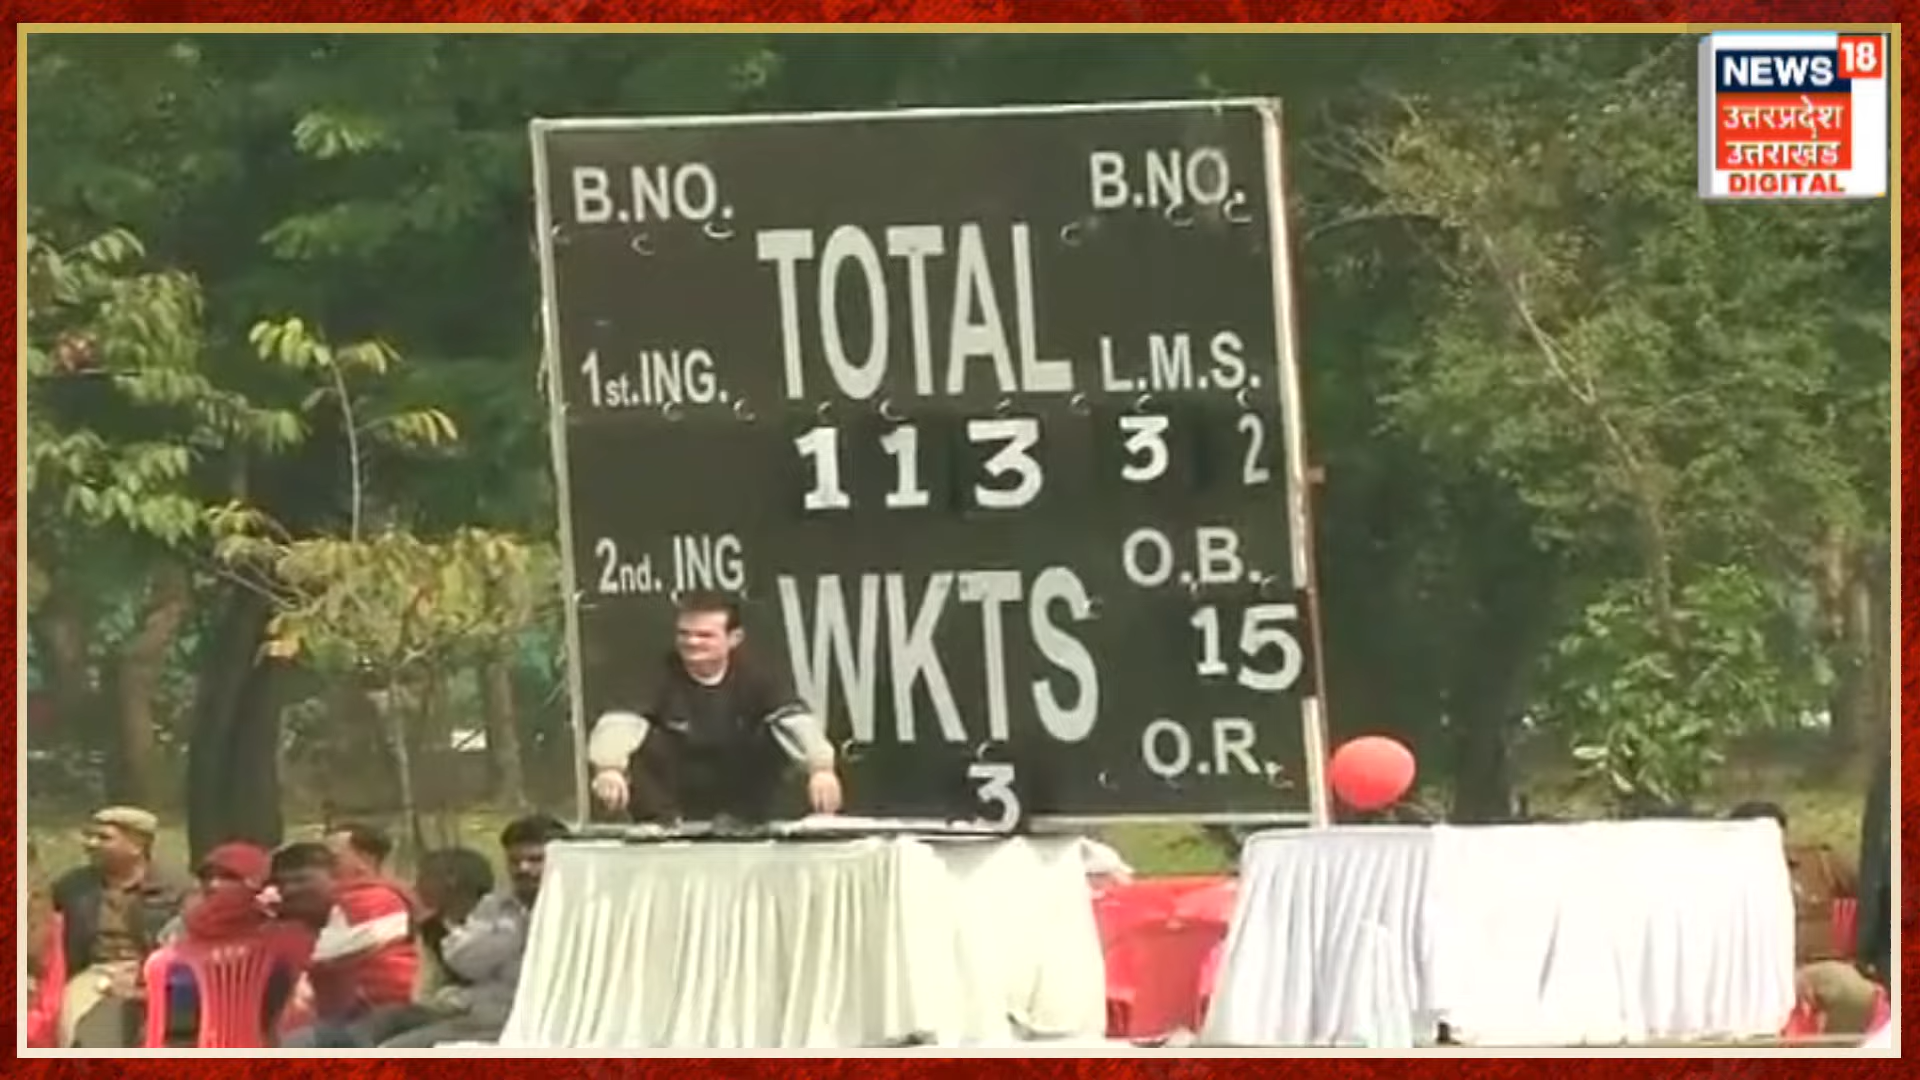 NEWS 18
उत्तरप्रदेश
उत्तराखंड
DIGITAL
B.NO. B.NO.
TOTAL
1st.ING. L.M.S.
113 3 2
2nd. ING O.B.
WKTS 15
O.R.
3